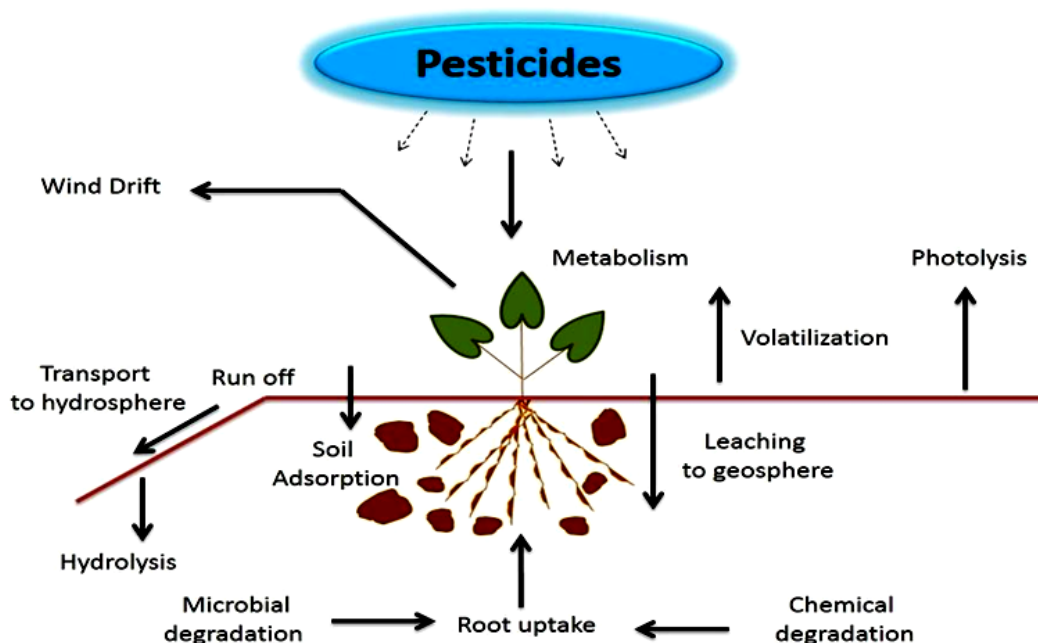 Pesticides
Wind Drift
Metabolism
Photolysis
Volatilization
Transport
to hydrosphere
Run off
Soil
Adsorption
Leaching
to geosphere
Hydrolysis
Microbial
degradation
Root uptake
Chemical
degradation